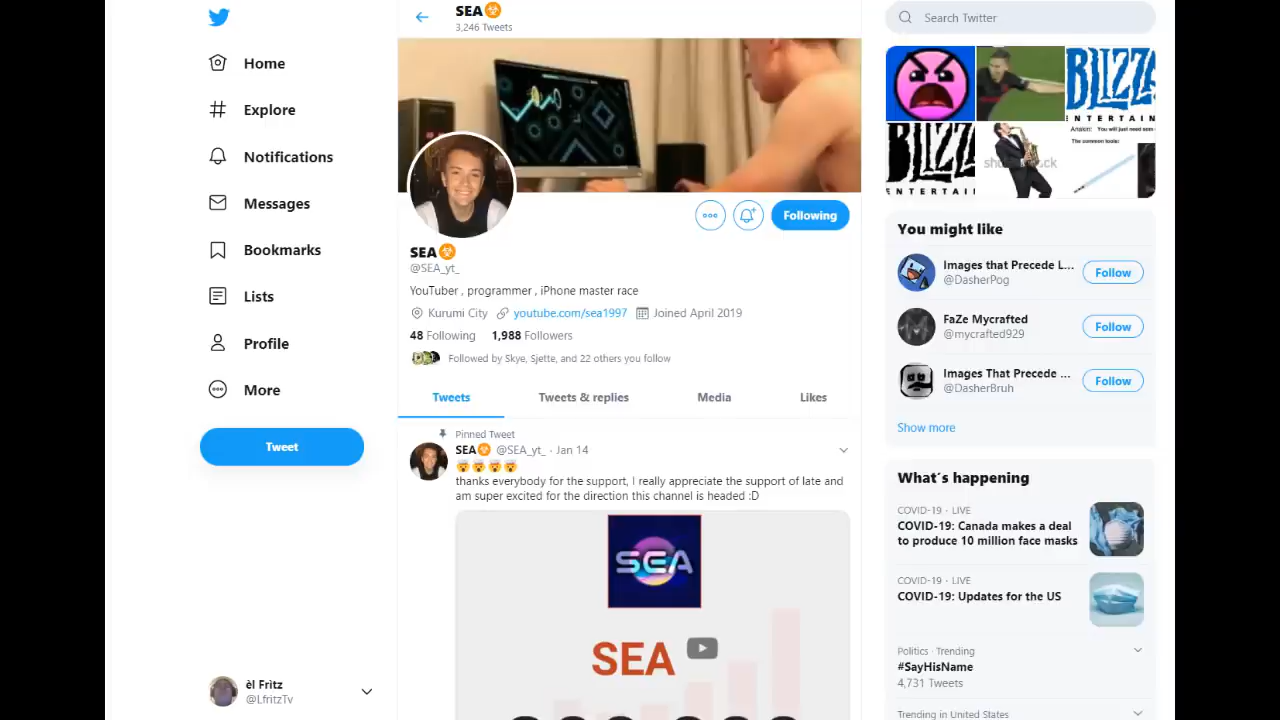 Home
Explore
Notifications
Messages
Bookmarks
Lists
Profile
More
Tweet
èl Fritz
@LfritzTv
SEA
3,246 Tweets
Following
SEA
@SEA_yt_
YouTuber , programmer , iPhone master race
Kurumi City youtube.com/sea1997 Joined April 2019
48 Following 1,988 Followers
Followed by Skye, Sjette, and 22 others you follow
Tweets Tweets & replies Media Likes
Pinned Tweet
SEA @SEA_yt_ · Jan 14
thanks everybody for the support, I really appreciate the support of late and
am super excited for the direction this channel is headed :D
SEA
SEA
Search Twitter
BLIZZ
ENTERTAIN
BLIZZ
ENTERTAI
You will just need
The common tools:
You might like
Images that Precede L...
@DasherPog
Follow
FaZe Mycrafted
@mycrafted929
Follow
Images That Precede ...
@DasherBruh
Follow
Show more
What´s happening
COVID-19 · LIVE
COVID-19: Canada makes a deal
to produce 10 million face masks
COVID-19 · LIVE
COVID-19: Updates for the US
Politics · Trending
#SayHisName
4,731 Tweets
Trending in United States